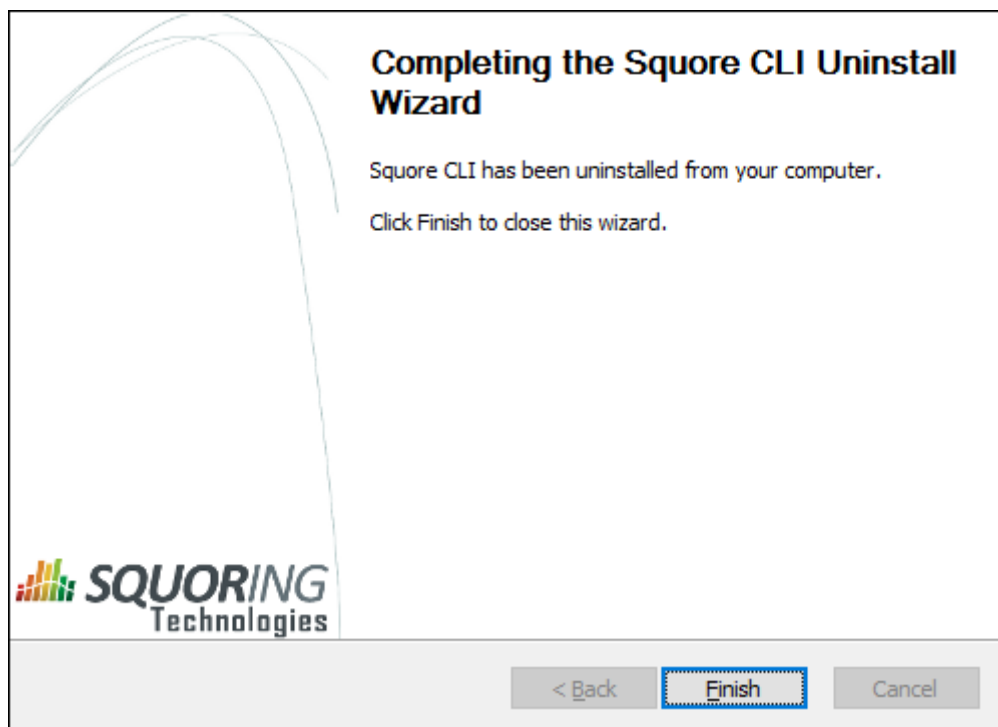 Completing the Squore CLI Uninstall
Wizard
Squore CLI has been uninstalled from your computer.
Click Finish to close this wizard.
SQUORING
Technologies
< Back
Finish
Cancel